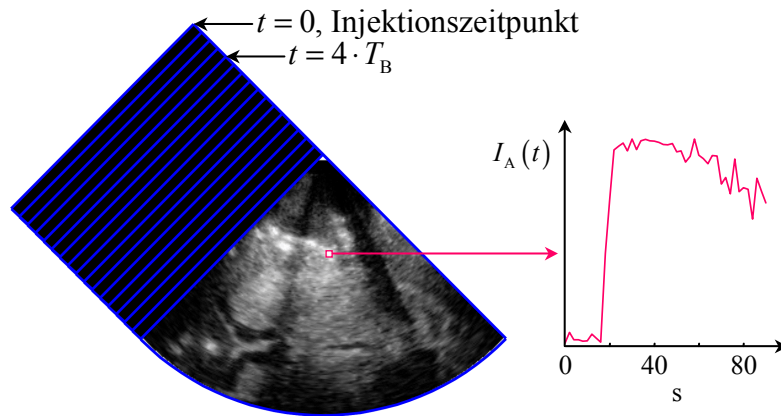 t = 0, Injektionszeitpunkt
t = 4 · T_B
I_A (t)
0 40 80
s